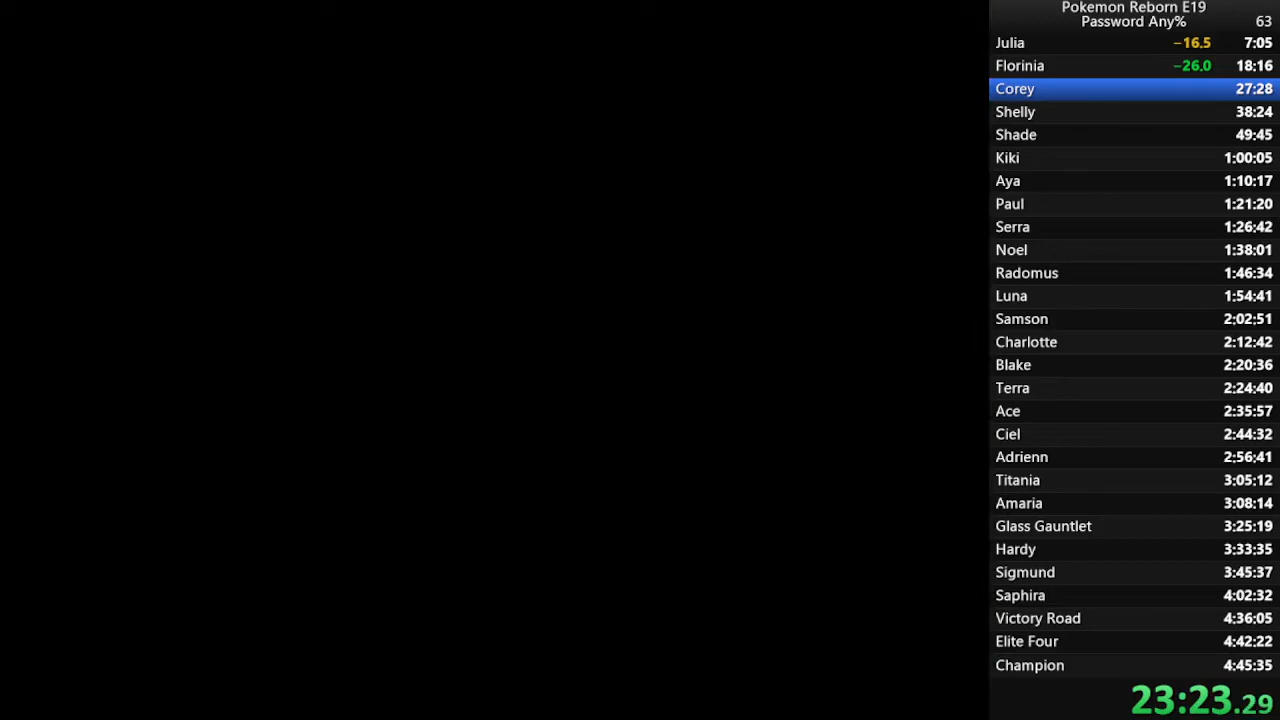 Pokemon Reborn E19
Password Any% 63
Julia −16.5 7:05
Florinia −26.0 18:16
Corey 27:28
Shelly 38:24
Shade 49:45
Kiki 1:00:05
Aya 1:10:17
Paul 1:21:20
Serra 1:26:42
Noel 1:38:01
Radomus 1:46:34
Luna 1:54:41
Samson 2:02:51
Charlotte 2:12:42
Blake 2:20:36
Terra 2:24:40
Ace 2:35:57
Ciel 2:44:32
Adrienn 2:56:41
Titania 3:05:12
Amaria 3:08:14
Glass Gauntlet 3:25:19
Hardy 3:33:35
Sigmund 3:45:37
Saphira 4:02:32
Victory Road 4:36:05
Elite Four 4:42:22
Champion 4:45:35
23:23.29